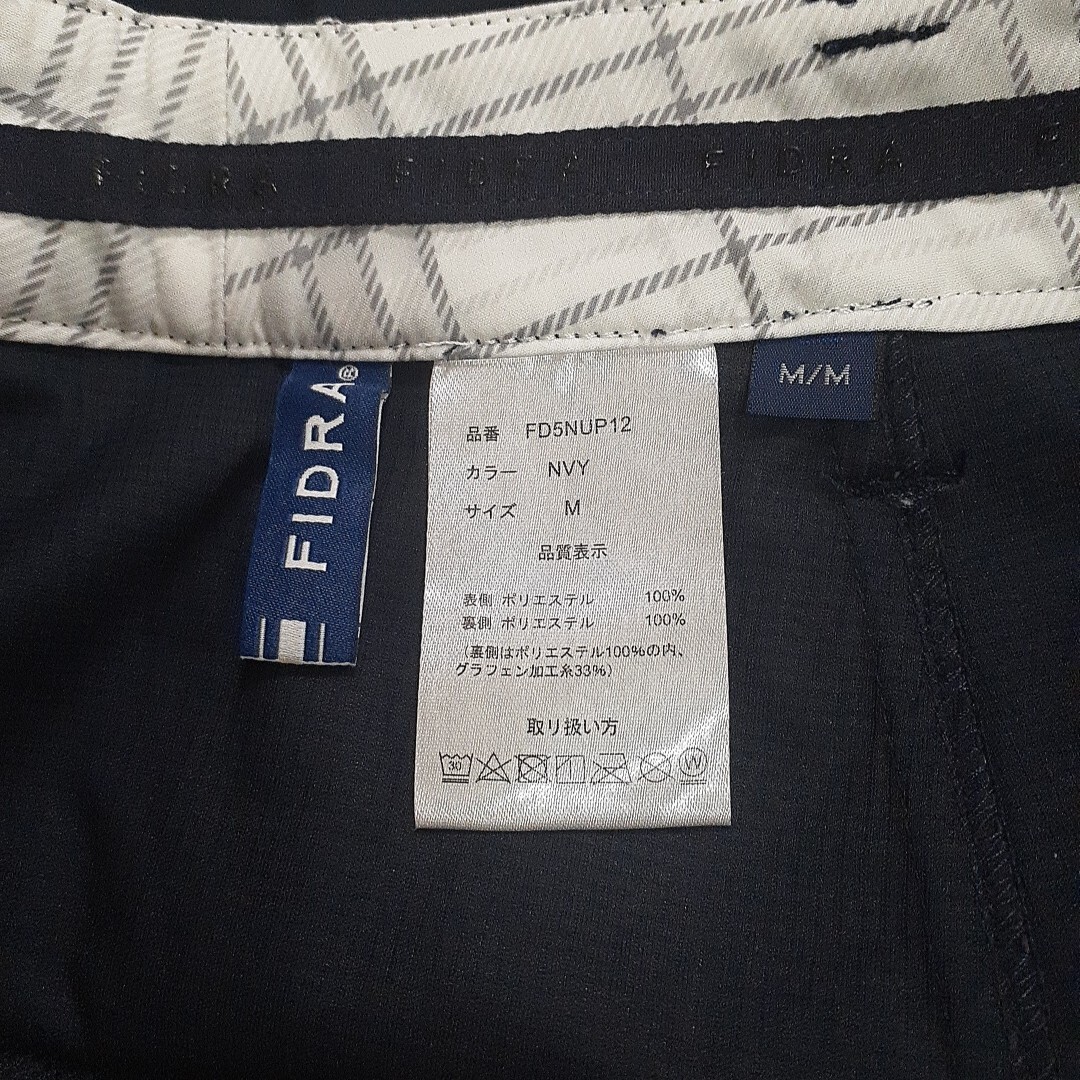 FIDRA FIDRA FIDRA F
FIDRA®
M/M
品番 FD5NUP12
カラー NVY
サイズ M
品質表示
表側 ポリエステル 100%
裏側 ポリエステル 100%
(裏側はポリエステル100%の内、
グラフェン加工糸33%)
取り扱い方
30
W